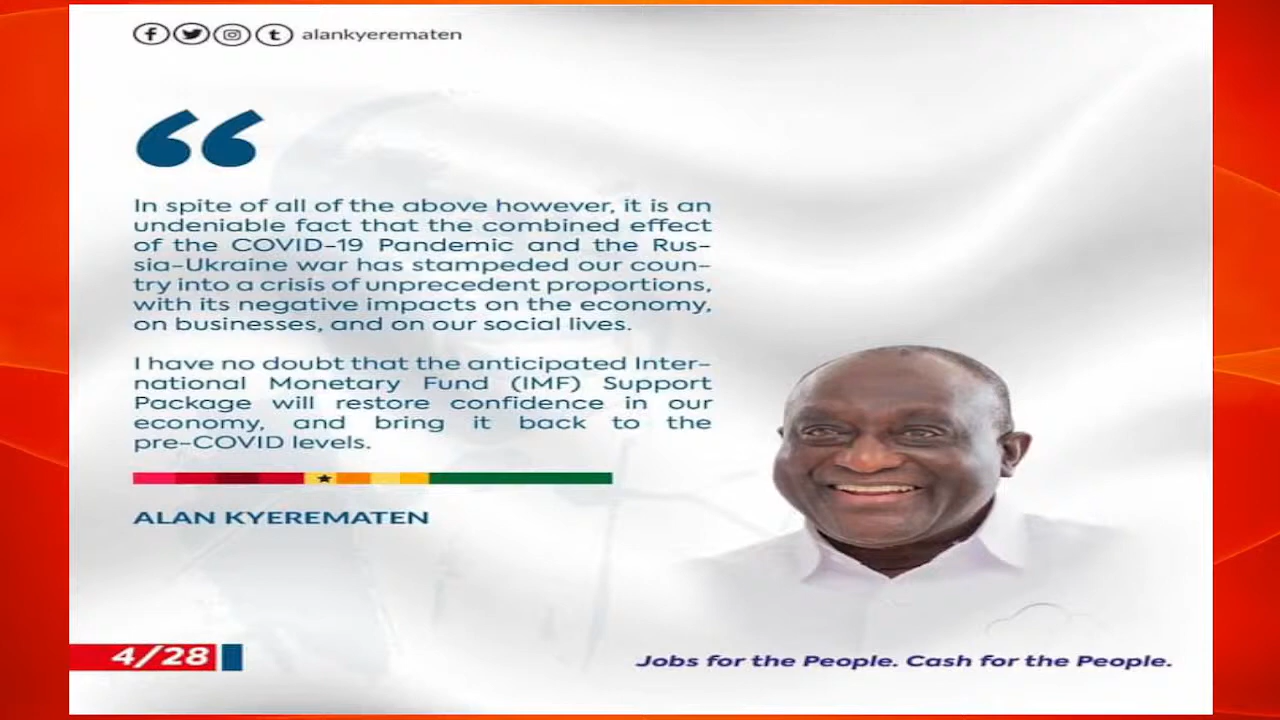 alankyerematen
In spite of all of the above however, it is an
undeniable fact that the combined effect
of the COVID-19 Pandemic and the Rus-
sia-Ukraine war has stampeded our coun-
try into a crisis of unprecedent proportions,
with its negative impacts on the economy,
on businesses, and on our social lives.
I have no doubt that the anticipated Inter-
national Monetary Fund (IMF) Support
Package will restore confidence in our
economy, and bring it back to the
pre-COVID levels.
ALAN KYEREMATEN
4/28
Jobs for the People. Cash for the People.